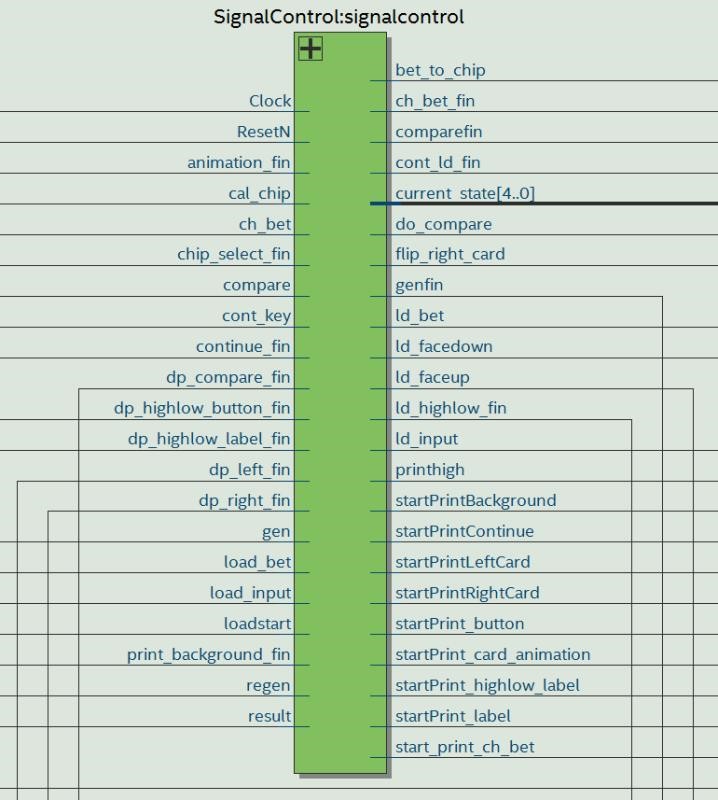 SignalControl:signalcontrol
bet_to_chip
Clock
ch_bet_fin
ResetN
comparefin
animation_fin
cont_ld_fin
cal_chip
current_state[4..0]
ch_bet
do_compare
chip_select_fin
flip_right_card
compare
genfin
cont_key
ld_bet
continue_fin
ld_facedown
dp_compare_fin
ld_faceup
dp_highlow_button_fin
ld_highlow_fin
dp_highlow_label_fin
ld_input
dp_left_fin
printhigh
dp_right_fin
startPrintBackground
gen
startPrintContinue
load_bet
startPrintLeftCard
load_input
startPrintRightCard
loadstart
startPrint_button
print_background_fin
startPrint_card_animation
regen
startPrint_highlow_label
result
startPrint_label
start_print_ch_bet